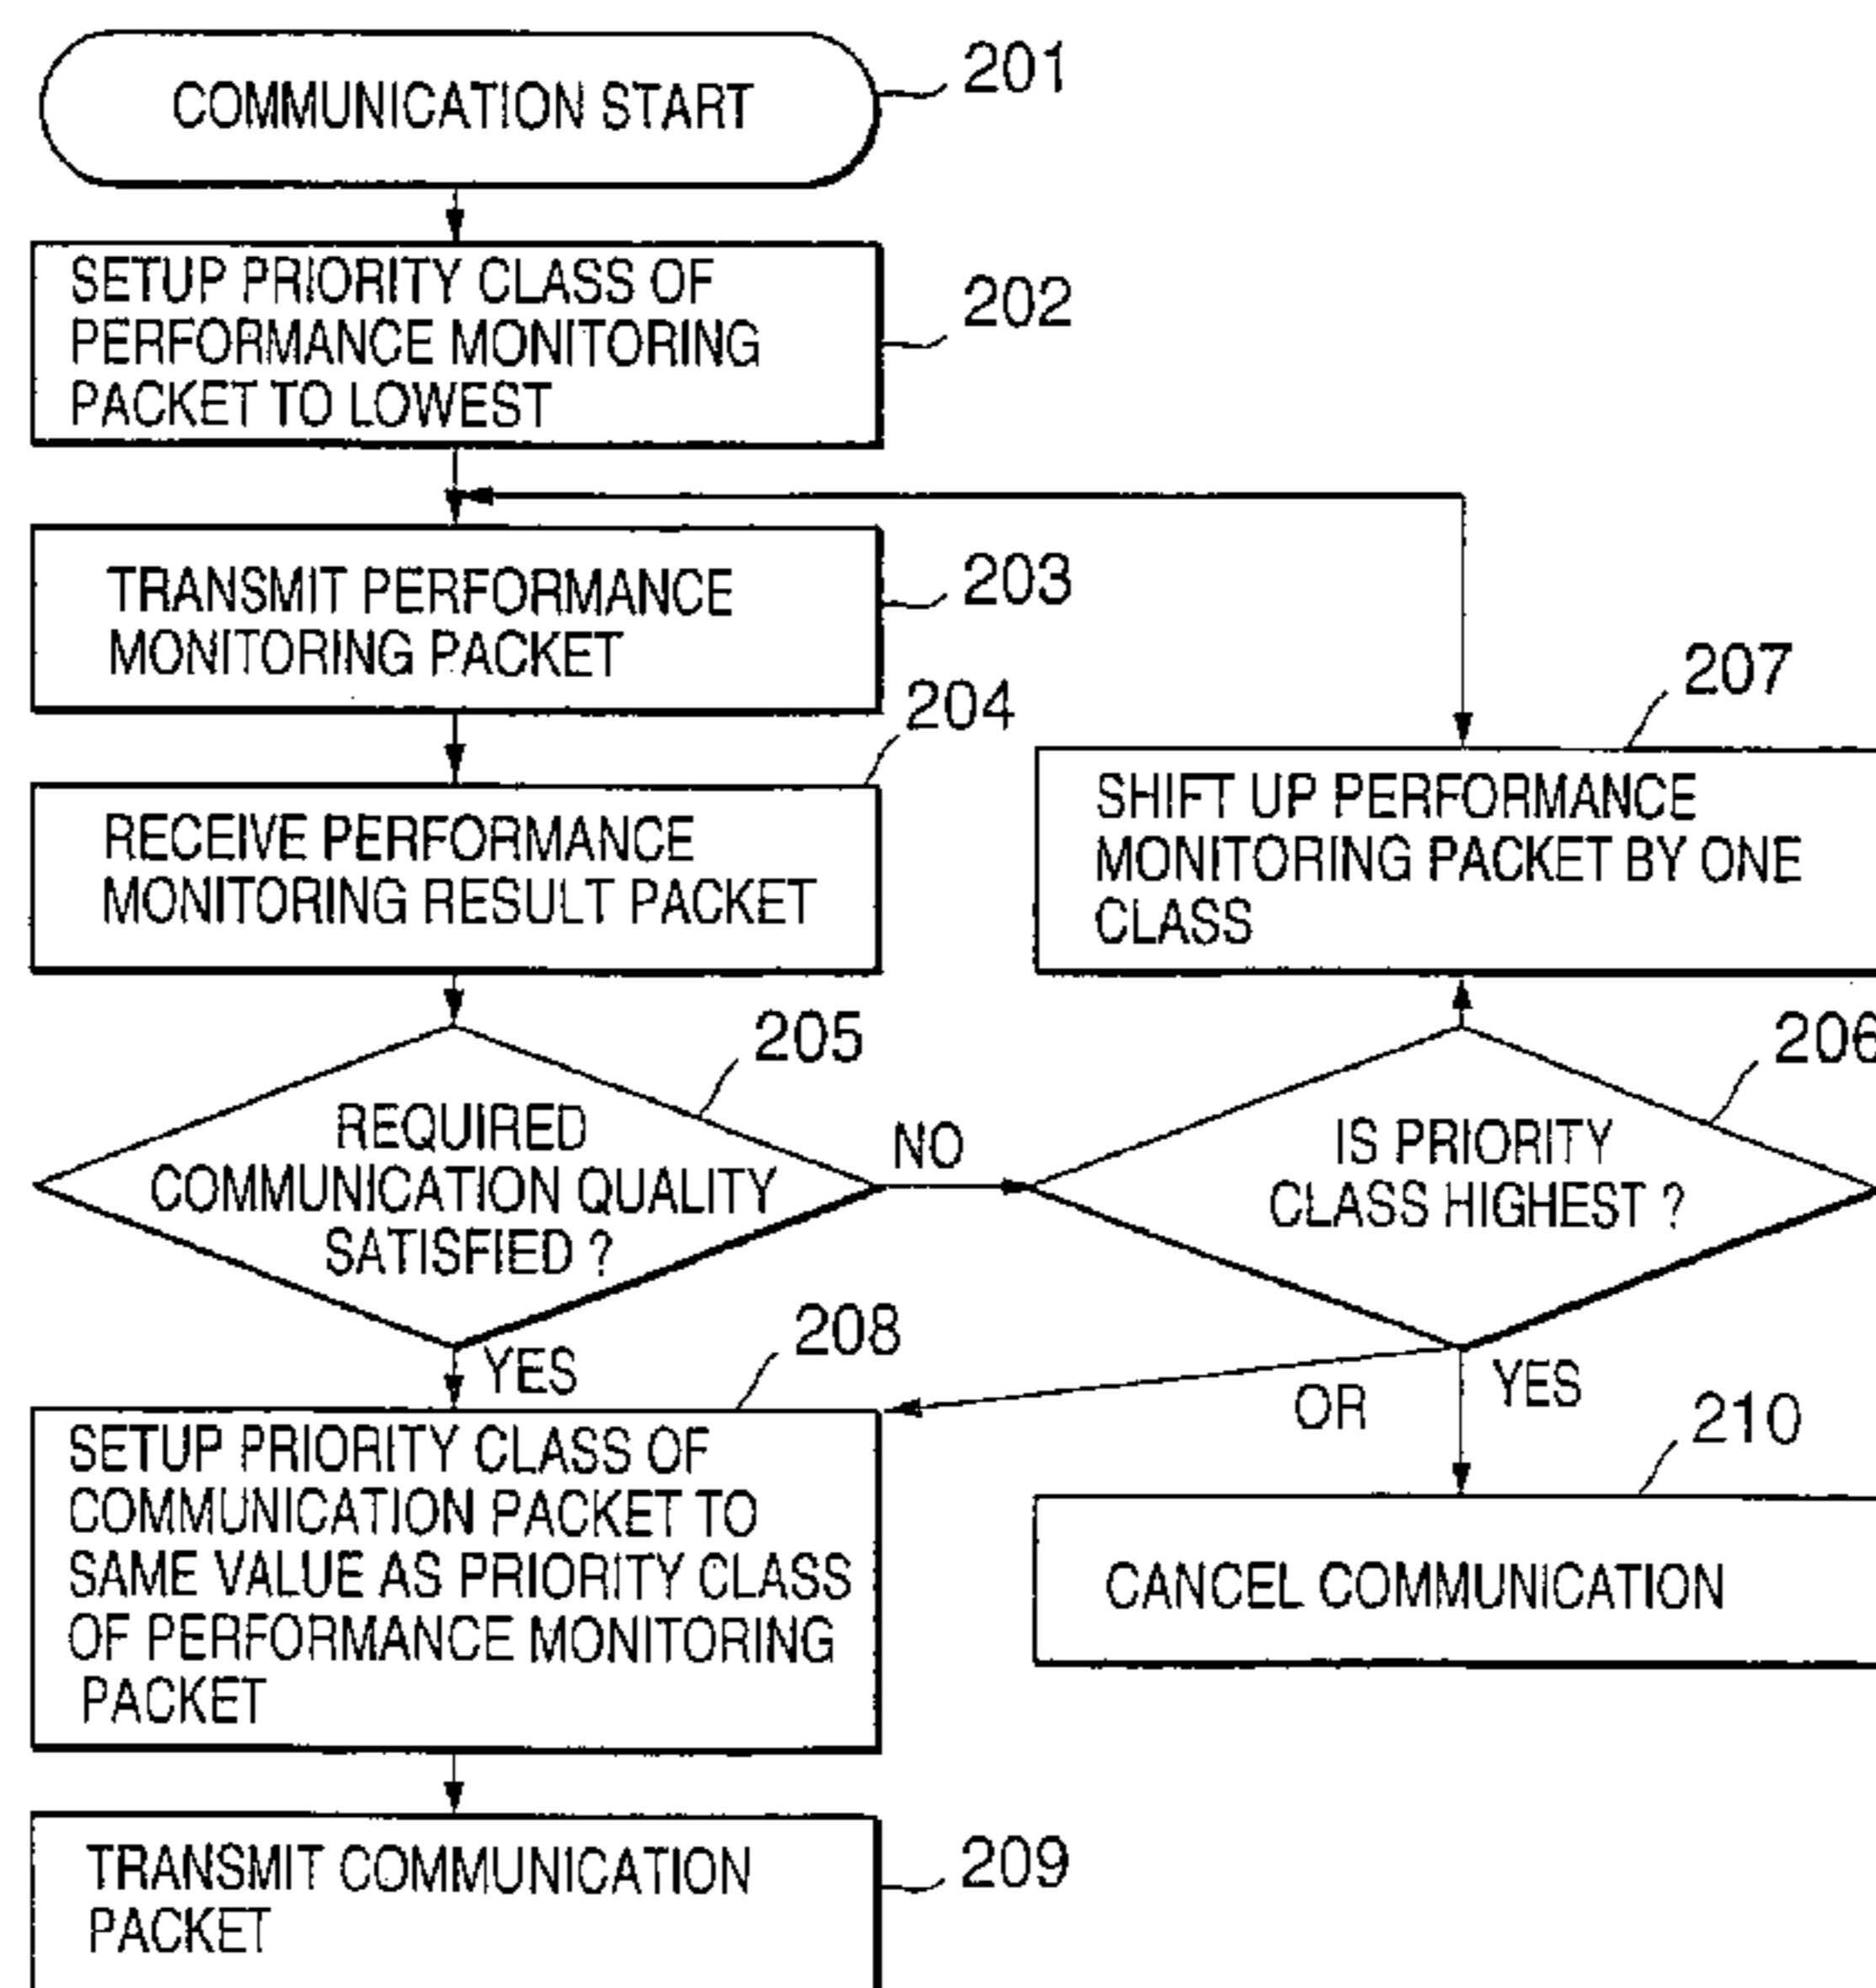 COMMUNICATION START
201
SETUP PRIORITY CLASS OF
PERFORMANCE MONITORING
PACKET TO LOWEST
202
TRANSMIT PERFORMANCE
MONITORING PACKET
203
204
RECEIVE PERFORMANCE
MONITORING RESULT PACKET
207
SHIFT UP PERFORMANCE
MONITORING PACKET BY ONE
CLASS
205
REQUIRED
COMMUNICATION QUALITY
SATISFIED ?
NO
206
IS PRIORITY
CLASS HIGHEST ?
YES
208
OR
YES
210
SETUP PRIORITY CLASS OF
COMMUNICATION PACKET TO
SAME VALUE AS PRIORITY CLASS
OF PERFORMANCE MONITORING
PACKET
CANCEL COMMUNICATION
TRANSMIT COMMUNICATION
PACKET
209